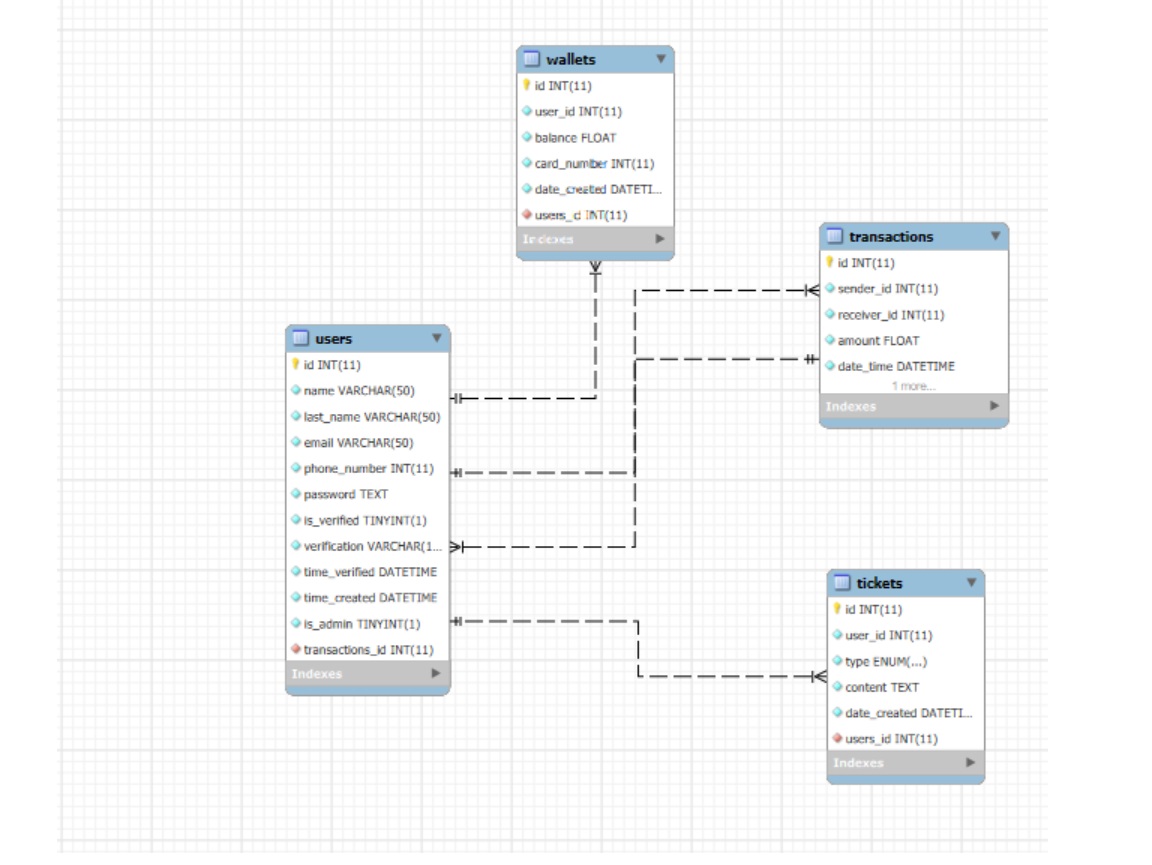 wallets
id INT(11)
user_id INT(11)
balance FLOAT
card_number INT(11)
date_created DATETI...
users_d INT(11)
Indexes
transactions
id INT(11)
sender_id INT(11)
receiver_id INT(11)
amount FLOAT
date_time DATETIME
1 more...
Indexes
users
id INT(11)
name VARCHAR(50)
last_name VARCHAR(50)
email VARCHAR(50)
phone_number INT(11)
password TEXT
is_verified TINYINT(1)
verification VARCHAR(1...
time_verified DATETIME
time_created DATETIME
is_admin TINYINT(1)
transactions_id INT(11)
Indexes
tickets
id INT(11)
user_id INT(11)
type ENUM(...)
content TEXT
date_created DATETI...
users_id INT(11)
Indexes